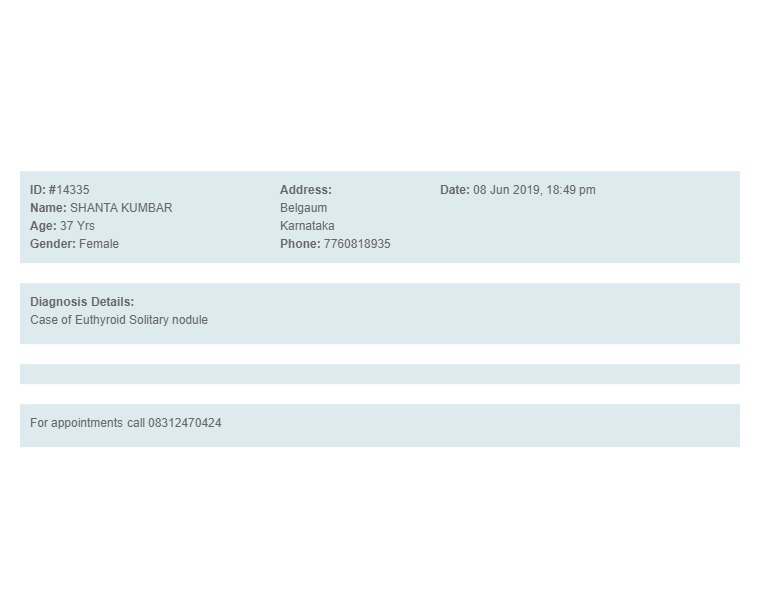 ID: #14335
Name: SHANTA KUMBAR
Age: 37 Yrs
Gender: Female
Address:
Belgaum
Karnataka
Phone: 7760818935
Date: 08 Jun 2019, 18:49 pm
Diagnosis Details:
Case of Euthyroid Solitary nodule
For appointments call 08312470424